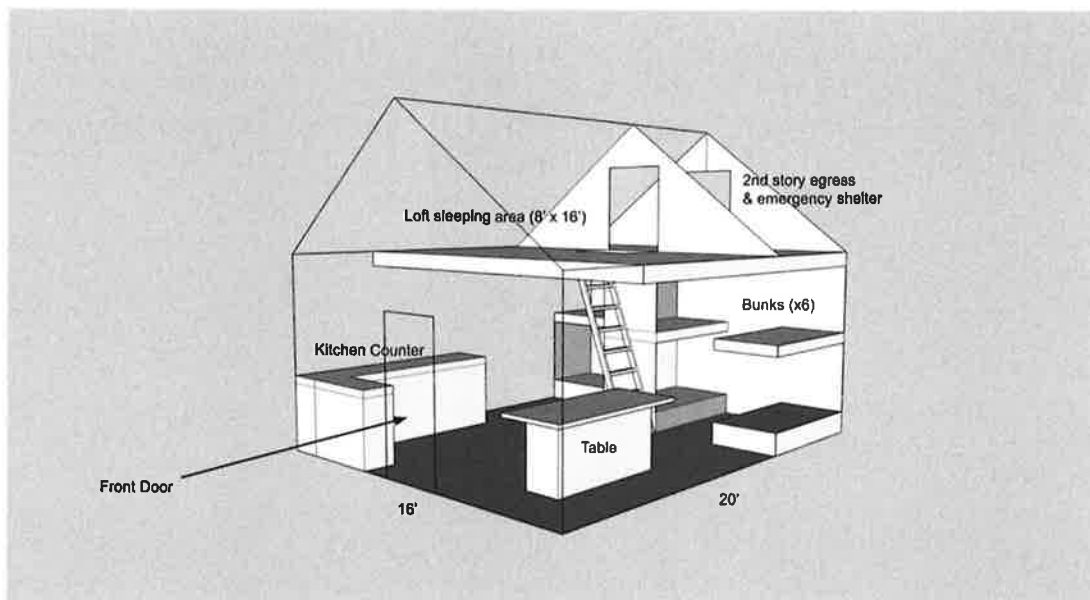 2nd story egress
& emergency shelter
Loft sleeping area (8' x 16')
Bunks (x6)
Kitchen Counter
Table
Front Door
16'
20'